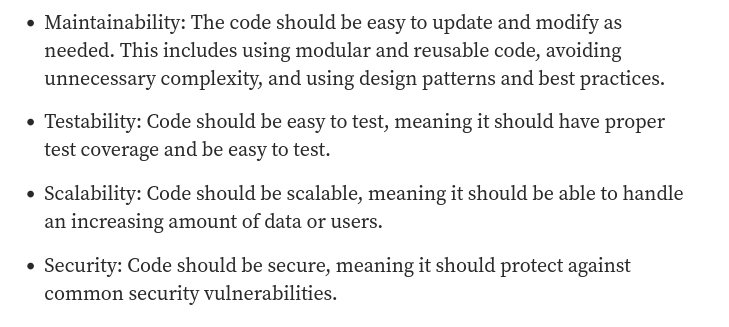 • Maintainability: The code should be easy to update and modify as
needed. This includes using modular and reusable code, avoiding
unnecessary complexity, and using design patterns and best practices.
• Testability: Code should be easy to test, meaning it should have proper
test coverage and be easy to test.
• Scalability: Code should be scalable, meaning it should be able to handle
an increasing amount of data or users.
• Security: Code should be secure, meaning it should protect against
common security vulnerabilities.